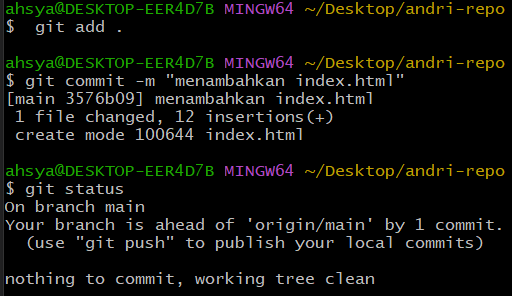 ahsya@DESKTOP-EER4D7B MINGW64 ~/Desktop/andri-repo
$  git add .
ahsya@DESKTOP-EER4D7B MINGW64 ~/Desktop/andri-repo
$ git commit -m "menambahkan index.html"
[main 3576b09] menambahkan index.html
 1 file changed, 12 insertions(+)
 create mode 100644 index.html
ahsya@DESKTOP-EER4D7B MINGW64 ~/Desktop/andri-repo
$ git status
On branch main
Your branch is ahead of 'origin/main' by 1 commit.
  (use "git push" to publish your local commits)
nothing to commit, working tree clean